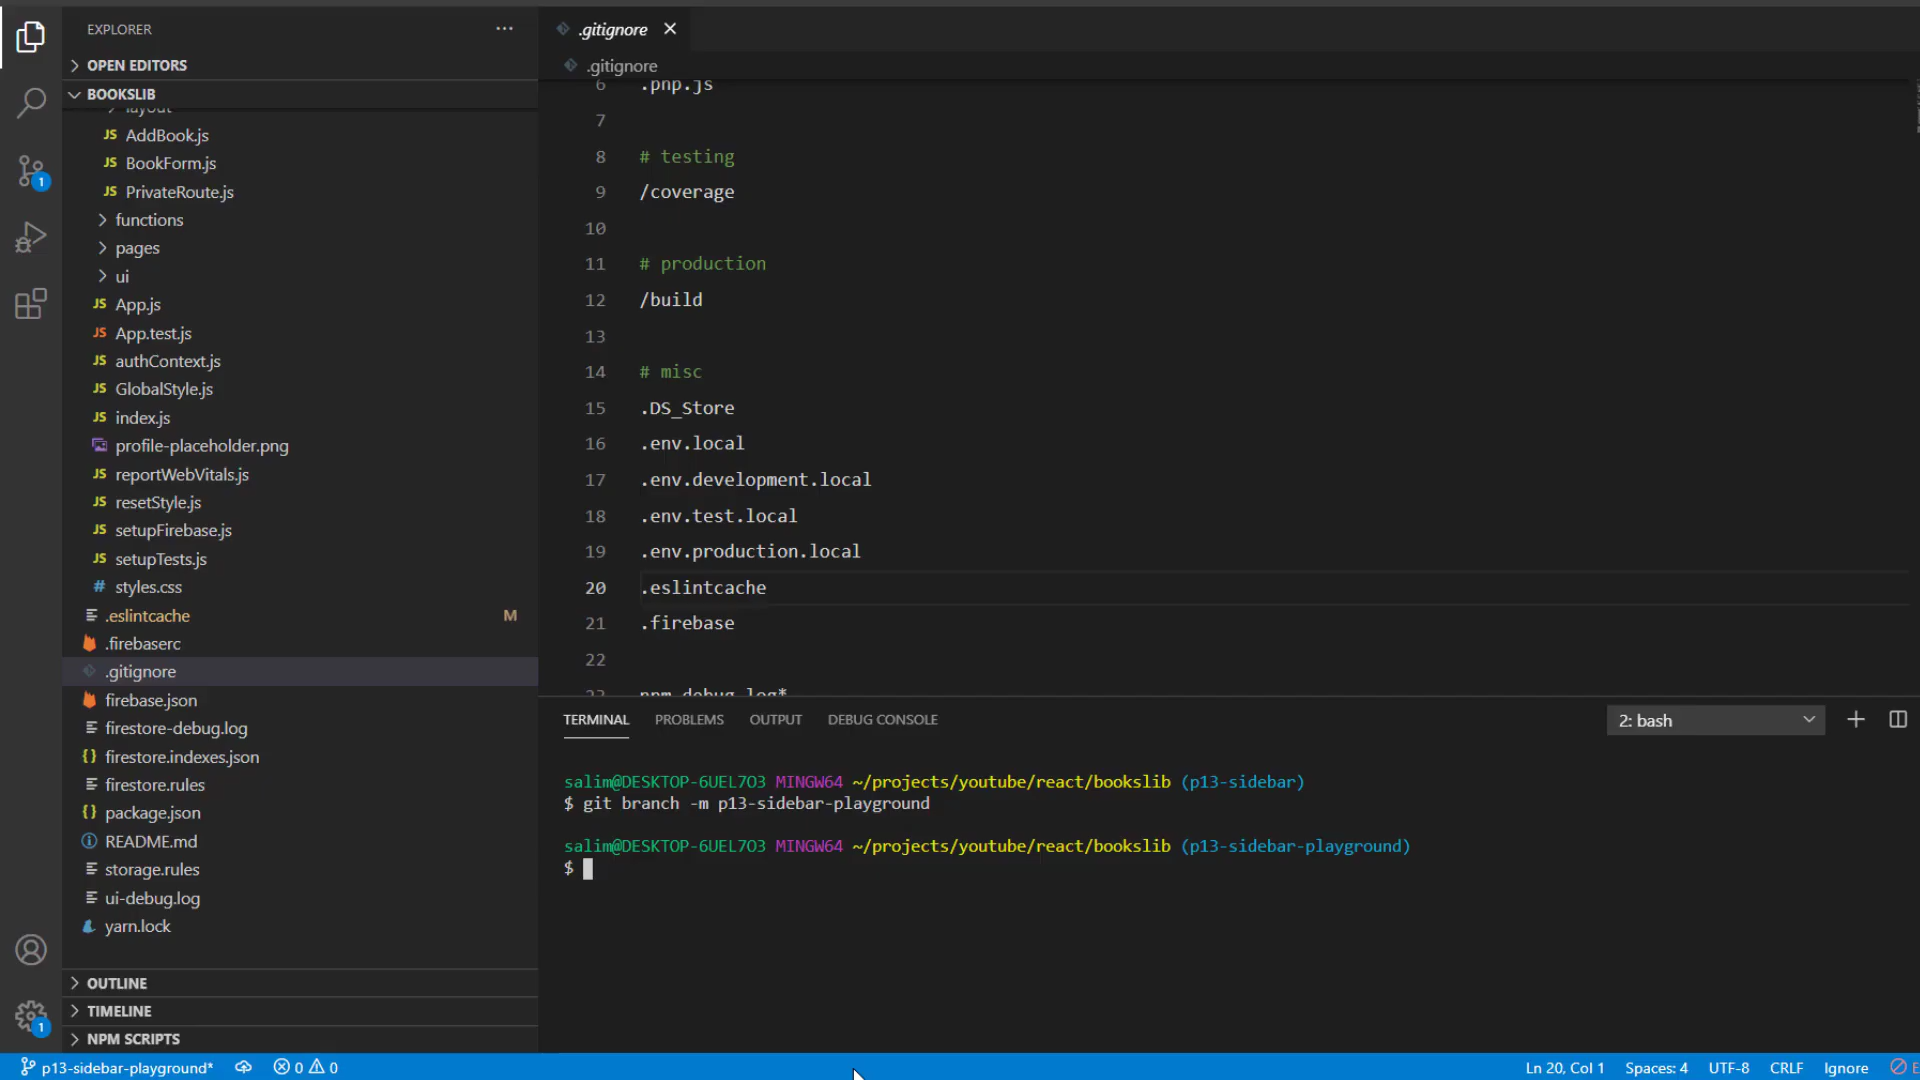 EXPLORER
OPEN EDITORS
BOOKSLIB
layout
JS AddBook.js
JS BookForm.js
JS PrivateRoute.js
functions
pages
ui
JS App.js
JS App.test.js
JS authContext.js
JS GlobalStyle.js
JS index.js
profile-placeholder.png
JS reportWebVitals.js
JS resetStyle.js
JS setupFirebase.js
JS setupTests.js
# styles.css
.eslintcache M
.firebaserc
.gitignore
{} firebase.json
firestore-debug.log
{} firestore.indexes.json
firestore.rules
{} package.json
README.md
storage.rules
ui-debug.log
yarn.lock
OUTLINE
TIMELINE
NPM SCRIPTS
1
1
.gitignore
.gitignore
6 .pnp.js
7
8 # testing
9 /coverage
10
11 # production
12 /build
13
14 # misc
15 .DS_Store
16 .env.local
17 .env.development.local
18 .env.test.local
19 .env.production.local
20 .eslintcache
21 .firebase
22
23 npm-debug.log*
TERMINAL PROBLEMS OUTPUT DEBUG CONSOLE 2: bash
salim@DESKTOP-6UEL7O3 MINGW64 ~/projects/youtube/react/bookslib (p13-sidebar)
$ git branch -m p13-sidebar-playground
salim@DESKTOP-6UEL7O3 MINGW64 ~/projects/youtube/react/bookslib (p13-sidebar-playground)
$
p13-sidebar-playground* 0 0 Ln 20, Col 1 Spaces: 4 UTF-8 CRLF Ignore